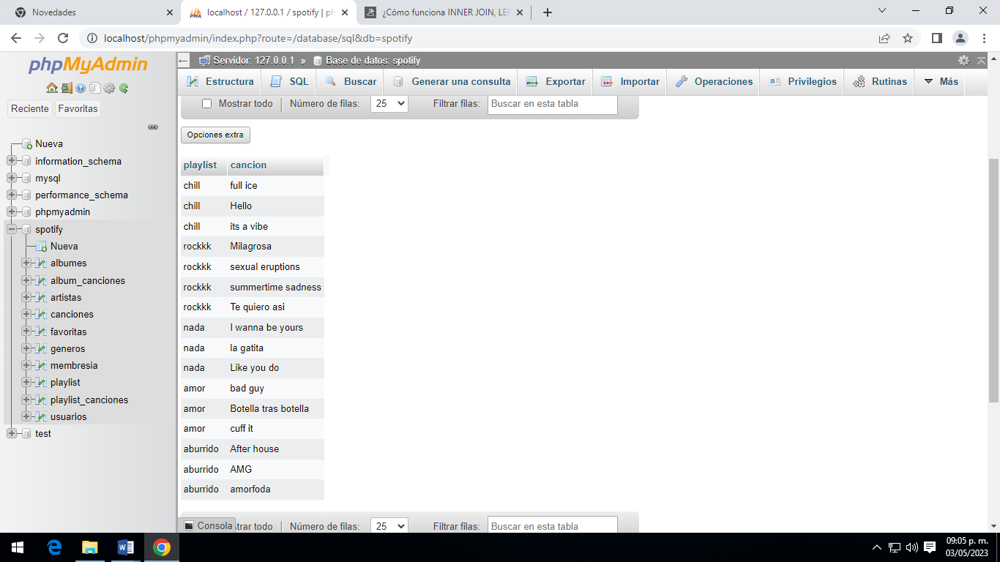 Novedades
localhost / 127.0.0.1 / spotify | ph
¿Cómo funciona INNER JOIN, LEF
localhost/phpmyadmin/index.php?route=/database/sql&db=spotify
phpMyAdmin
Reciente
Favoritas
Nueva
information_schema
mysql
performance_schema
phpmyadmin
spotify
Nueva
albumes
album_canciones
artistas
canciones
favoritas
generos
membresia
playlist
playlist_canciones
usuarios
test
Servidor: 127.0.0.1 » Base de datos: spotify
Estructura SQL Buscar Generar una consulta Exportar Importar Operaciones Privilegios Rutinas Más
Mostrar todo Número de filas: 25 Filtrar filas: Buscar en esta tabla
Opciones extra
playlist cancion
chill full ice
chill Hello
chill its a vibe
rockkk Milagrosa
rockkk sexual eruptions
rockkk summertime sadness
rockkk Te quiero asi
nada I wanna be yours
nada la gatita
nada Like you do
amor bad guy
amor Botella tras botella
amor cuff it
aburrido After house
aburrido AMG
aburrido amorfoda
Consola trar todo Número de filas: 25 Filtrar filas: Buscar en esta tabla
09:05 p. m.
03/05/2023